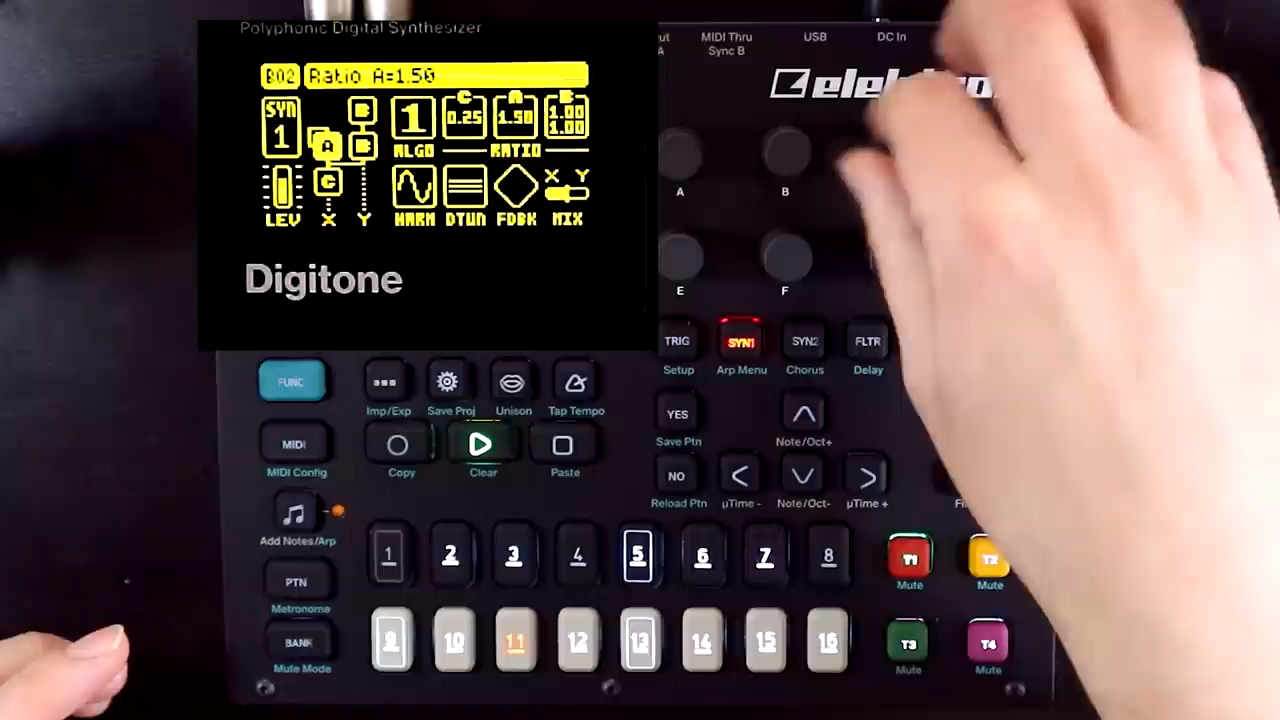 Polyphonic Digital Synthesizer
MIDI Thru
Sync B
USB
DC In
A
B02 Ratio A=1.50
SYN
1
B
A B
C
LEV X Y
1
ALGO
C
0.25
A
1.50
B
1.00
1.00
RATIO
HARM DTUN FDBK
X Y
MIX
A B
E F
Digitone
TRIG SYN1 SYN2 FLTR
Setup Arp Menu Chorus Delay
FUNC
Imp/Exp Save Proj Unison Tap Tempo
YES
Save Ptn Note/Oct+
MIDI
MIDI Config Copy Clear Paste
NO
Reload Ptn µTime - Note/Oct- µTime +
Add Notes/Arp
1 2 3 4 5 6 7 8
T1 T2
Mute Mute
PTN
Metronome
BANK
Mute Mode
9 10 11 12 13 14 15 16
T3 T4
Mute Mute